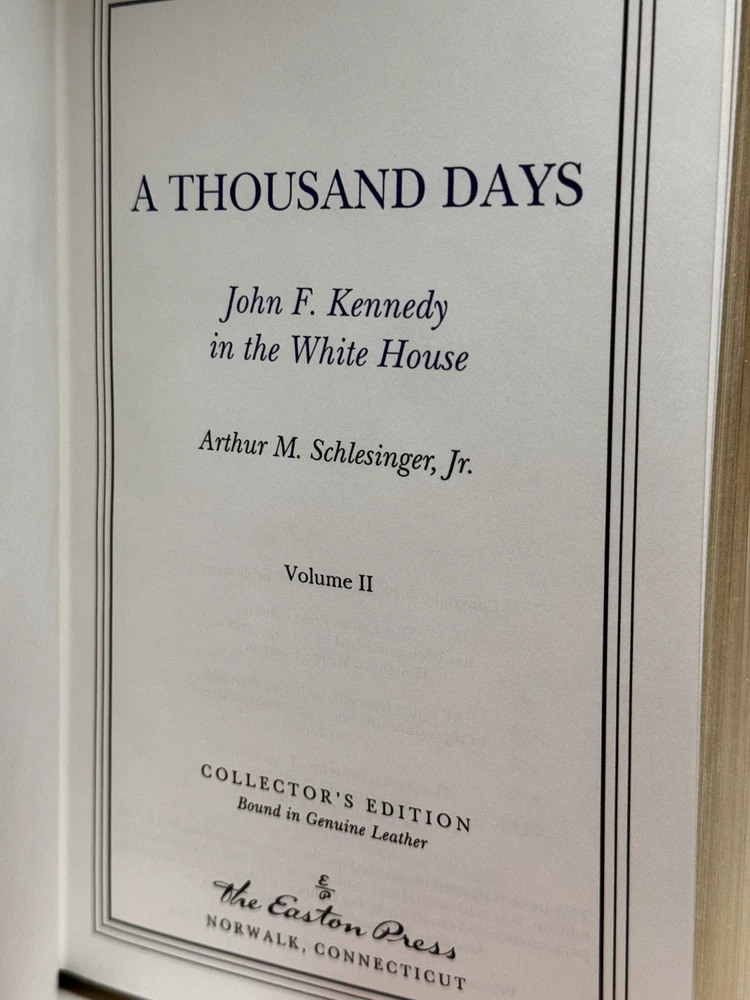 A THOUSAND DAYS
John F. Kennedy
in the White House
Arthur M. Schlesinger, Jr.
Volume II
COLLECTOR'S EDITION
Bound in Genuine Leather
The Easton Press
NORWALK, CONNECTICUT